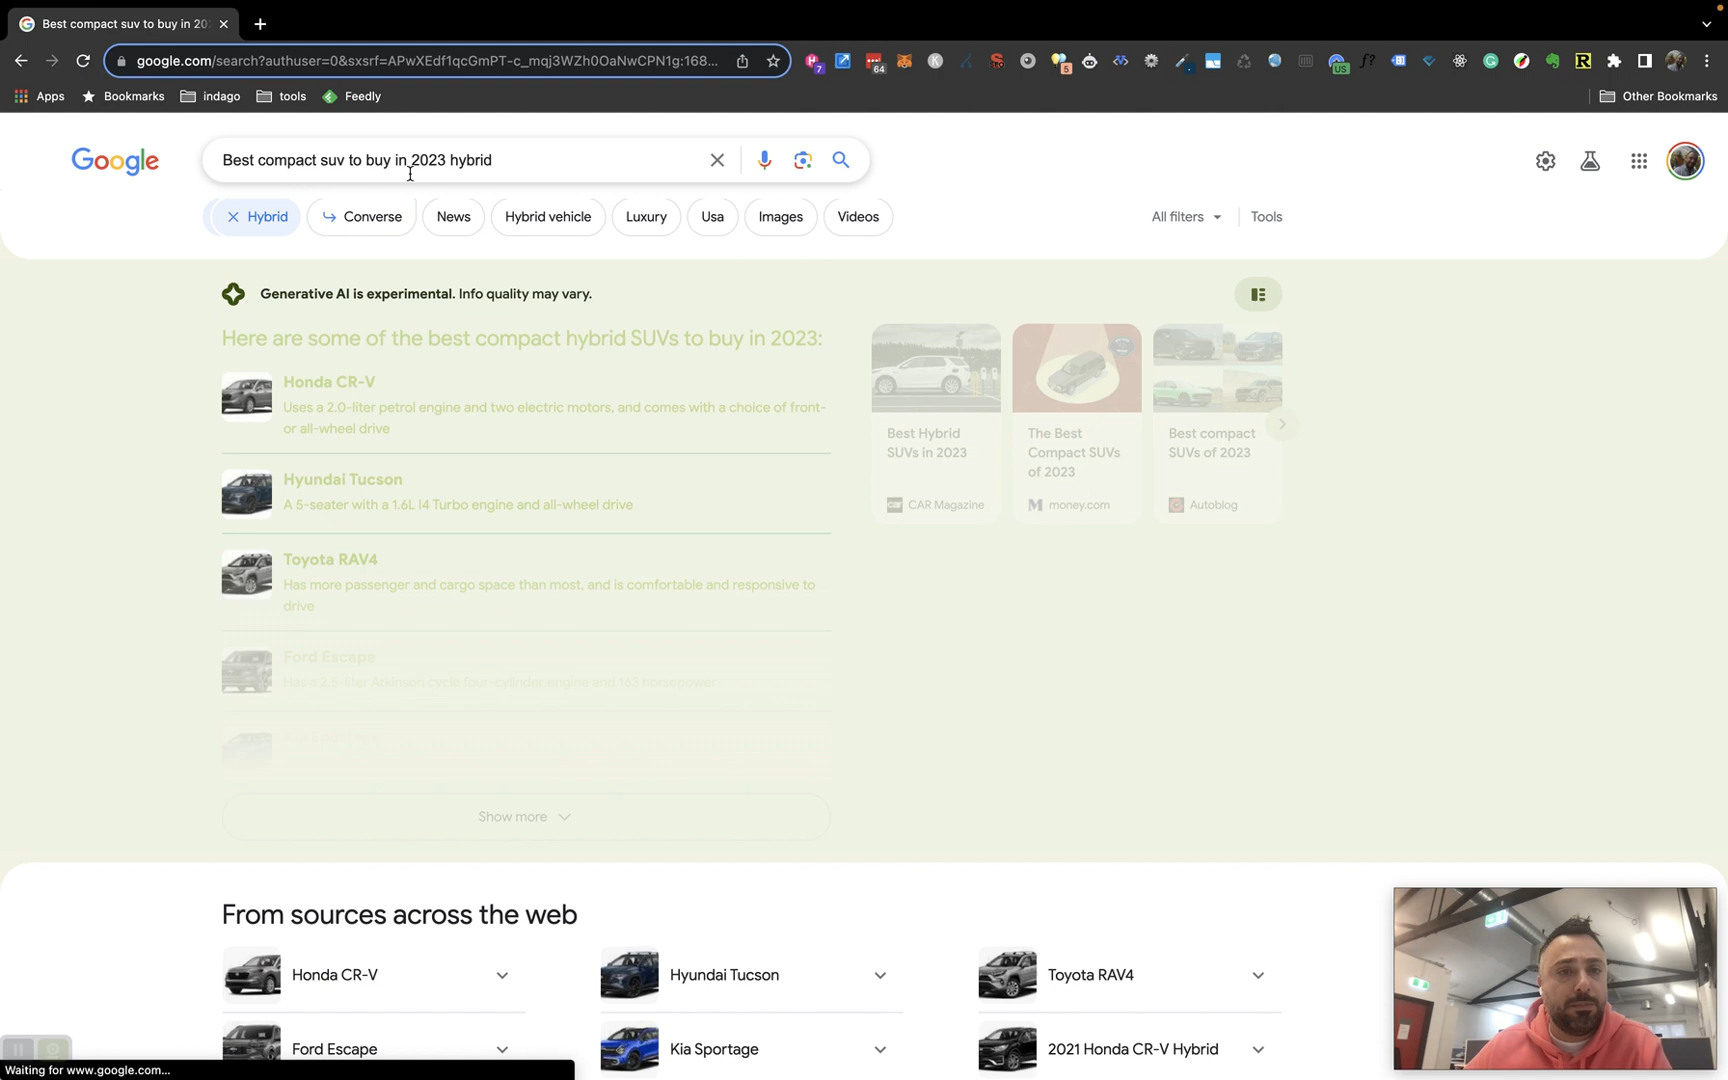 Best compact suv to buy in 20
google.com/search?authuser=0&sxsrf=APwXEdf1qcGmPT-c_mqj3WZh0OaNwCPN1g:168...
7
64
5
US
Apps
Bookmarks
indago
tools
Feedly
Other Bookmarks
Google
Best compact suv to buy in 2023 hybrid
Hybrid
Converse
News
Hybrid vehicle
Luxury
Usa
Images
Videos
All filters
Tools
Generative AI is experimental. Info quality may vary.
Here are some of the best compact hybrid SUVs to buy in 2023:
Honda CR-V
Uses a 2.0-liter petrol engine and two electric motors, and comes with a choice of front-
or all-wheel drive
Hyundai Tucson
A 5-seater with a 1.6L I4 Turbo engine and all-wheel drive
Toyota RAV4
Has more passenger and cargo space than most, and is comfortable and responsive to
drive
Ford Escape
Has a 2.5-liter Atkinson cycle four-cylinder engine and 163 horsepower
Show more
Best Hybrid
SUVs in 2023
CAR Magazine
The Best
Compact SUVs
of 2023
money.com
Best compact
SUVs of 2023
Autoblog
From sources across the web
Honda CR-V
Hyundai Tucson
Toyota RAV4
Ford Escape
Kia Sportage
2021 Honda CR-V Hybrid
Waiting for www.google.com...